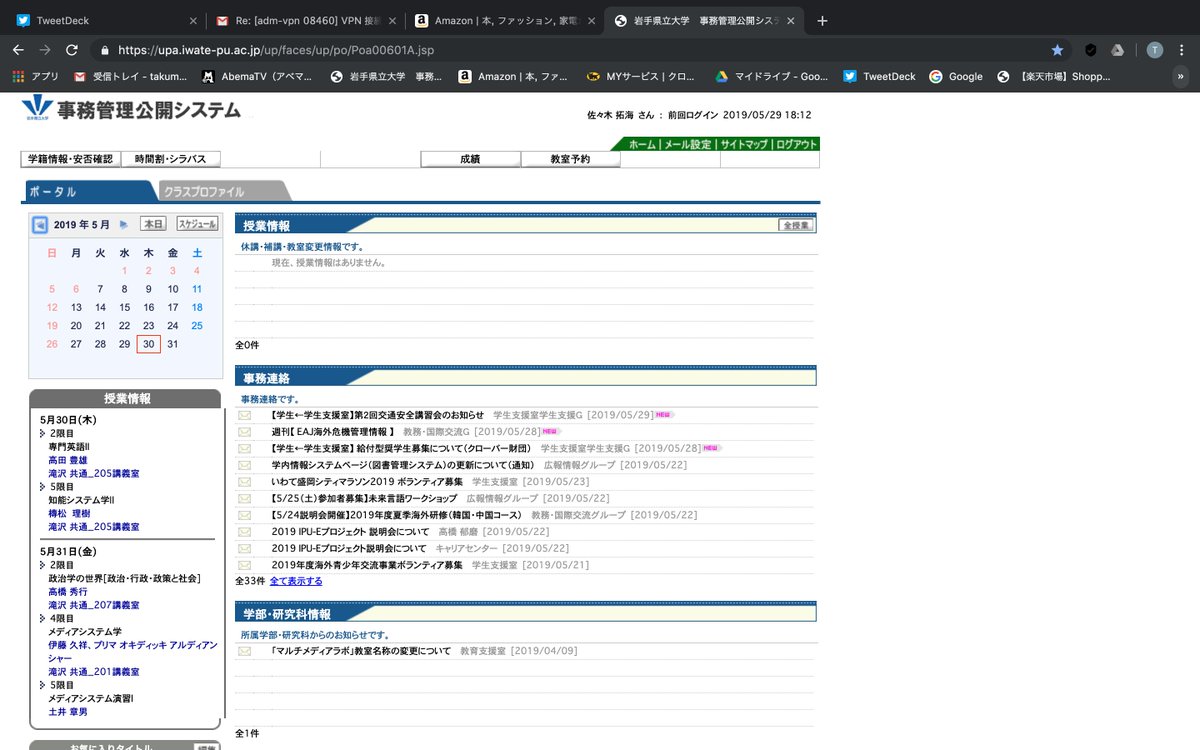 TweetDeck
Re: [adm-vpn 08460] VPN 接続
Amazon | 本, ファッション, 家電
岩手県立大学　事務管理公開シス
https://upa.iwate-pu.ac.jp/up/faces/up/po/Poa00601A.jsp
T
アプリ
受信トレイ - takum...
AbemaTV（アベマ...
岩手県立大学　事務...
Amazon | 本, ファ...
MYサービス | クロ...
マイドライブ - Goo...
TweetDeck
Google
【楽天市場】Shopp...
»
岩手県立大学
事務管理公開システム
佐々木 拓海 さん ： 前回ログイン 2019/05/29 18:12
ホーム | メール設定 | サイトマップ | ログアウト
学籍情報・安否確認
時間割・シラバス
成績
教室予約
ポータル
クラスプロファイル
2019 年 5 月
本日
スケジュール
日 月 火 水 木 金 土
1 2 3 4
5 6 7 8 9 10 11
12 13 14 15 16 17 18
19 20 21 22 23 24 25
26 27 28 29 30 31
授業情報
5月30日(木)
2限目
専門英語II
高田 豊雄
滝沢 共通_205講義室
5限目
知能システム学II
槫松 理樹
滝沢 共通_205講義室
5月31日(金)
2限目
政治学の世界[政治・行政・政策と社会]
高橋 秀行
滝沢 共通_207講義室
4限目
メディアシステム学
伊藤 久祥、プリマ オキディッキ アルディアン
シャー
滝沢 共通_201講義室
5限目
メディアシステム演習I
土井 章男
お気に入りタイトル
編集
授業情報
全授業
休講・補講・教室変更情報です。
現在、授業情報はありません。
全0件
事務連絡
事務連絡です。
【学生←学生支援室】第2回交通安全講習会のお知らせ 学生支援室学生支援G [2019/05/29] NEW
週刊【 EAJ海外危機管理情報 】 教務・国際交流G [2019/05/28] NEW
【学生←学生支援室】 給付型奨学生募集について（クローバー財団） 学生支援室学生支援G [2019/05/28] NEW
学内情報システムページ（図書管理システム）の更新について（通知） 広報情報グループ [2019/05/22]
いわて盛岡シティマラソン2019 ボランティア募集 学生支援室 [2019/05/23]
【5/25（土）参加者募集】未来言語ワークショップ 広報情報グループ [2019/05/22]
【5/24説明会開催】2019年度夏季海外研修（韓国・中国コース） 教務・国際交流グループ [2019/05/22]
2019 IPU-Eプロジェクト 説明会について 高橋 郁磨 [2019/05/22]
2019 IPU-Eプロジェクト説明会について キャリアセンター [2019/05/22]
2019年度海外青少年交流事業ボランティア募集 学生支援室 [2019/05/21]
全33件 全て表示する
学部・研究科情報
所属学部・研究科からのお知らせです。
「マルチメディアラボ」教室名称の変更について 教育支援室 [2019/04/09]
全1件